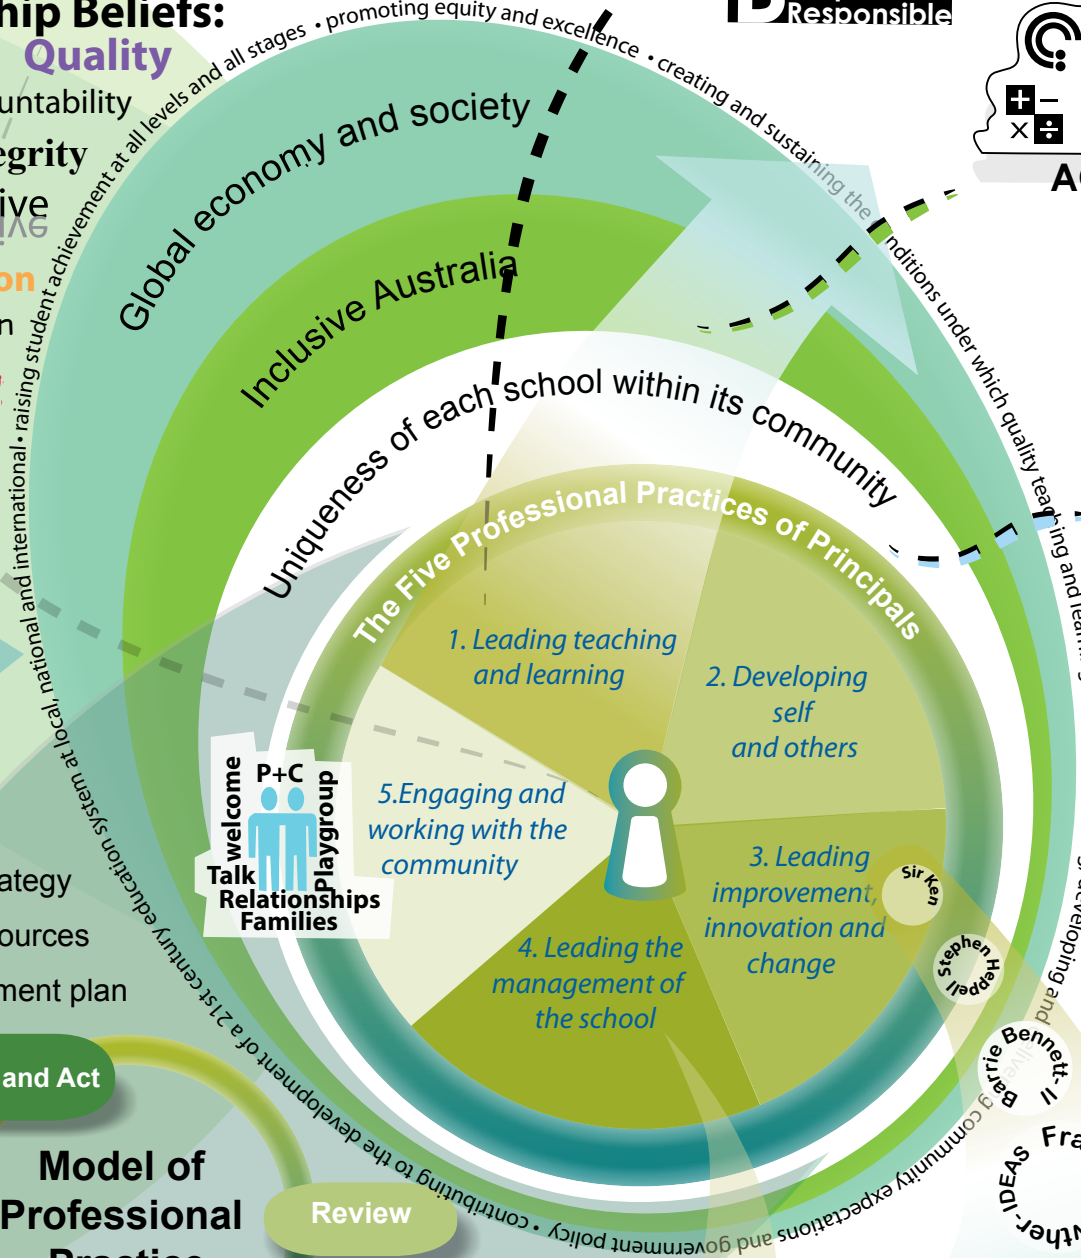 hip Beliefs:
Quality
untability
egrity
ive
on
n
Responsible
+ −
× ÷
raising student achievement at all levels and all stages • promoting equity and excellence • creating and sustaining the conditions under which quality teaching and
developing and delivering community expectations and government policy • contributing to the development of a 21st century education system at local, national and international •
Global economy and society
Inclusive Australia
Uniqueness of each school within its community
The Five Professional Practices of Principals
1. Leading teaching
and learning
2. Developing
self
and others
3. Leading
improvement,
innovation and
change
4. Leading the
management of
the school
5.Engaging and
working with the
community
welcome
P+C
Playgroup
Talk
Relationships
Families
Sir Ken
Stephen Heppell
Barrie Bennett-II
Fra
ther-IDEAS
ategy
ources
ment plan
and Act
Review
Model of
Professional
Practice